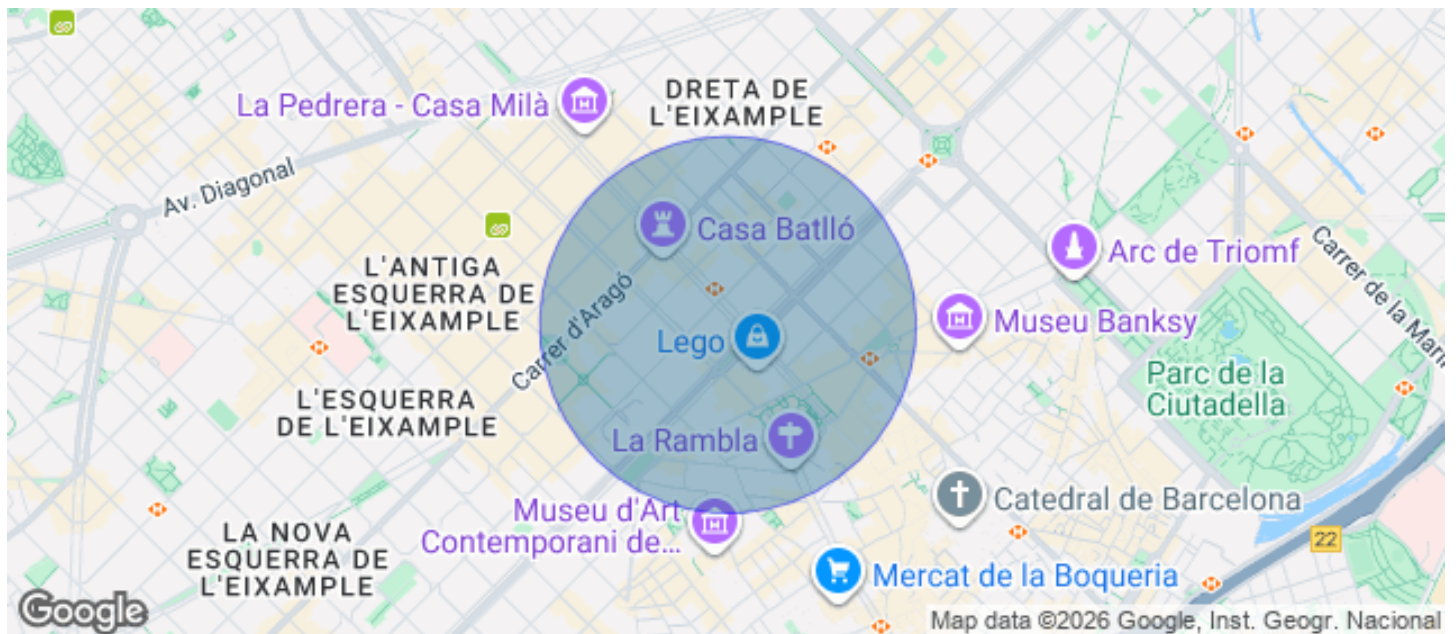 DRETA DE
L'EIXAMPLE
La Pedrera - Casa Milà
Av. Diagonal
Casa Batlló
Arc de Triomf
Carrer de la Mari
L'ANTIGA
ESQUERRA DE
L'EIXAMPLE
Carrer d'Aragó
Lego
Museu Banksy
Parc de la
Ciutadella
L'ESQUERRA
DE L'EIXAMPLE
La Rambla
Catedral de Barcelona
Museu d'Art
Contemporani de...
LA NOVA
ESQUERRA DE
L'EIXAMPLE
22
Mercat de la Boqueria
Google
Map data ©2026 Google, Inst. Geogr. Nacional